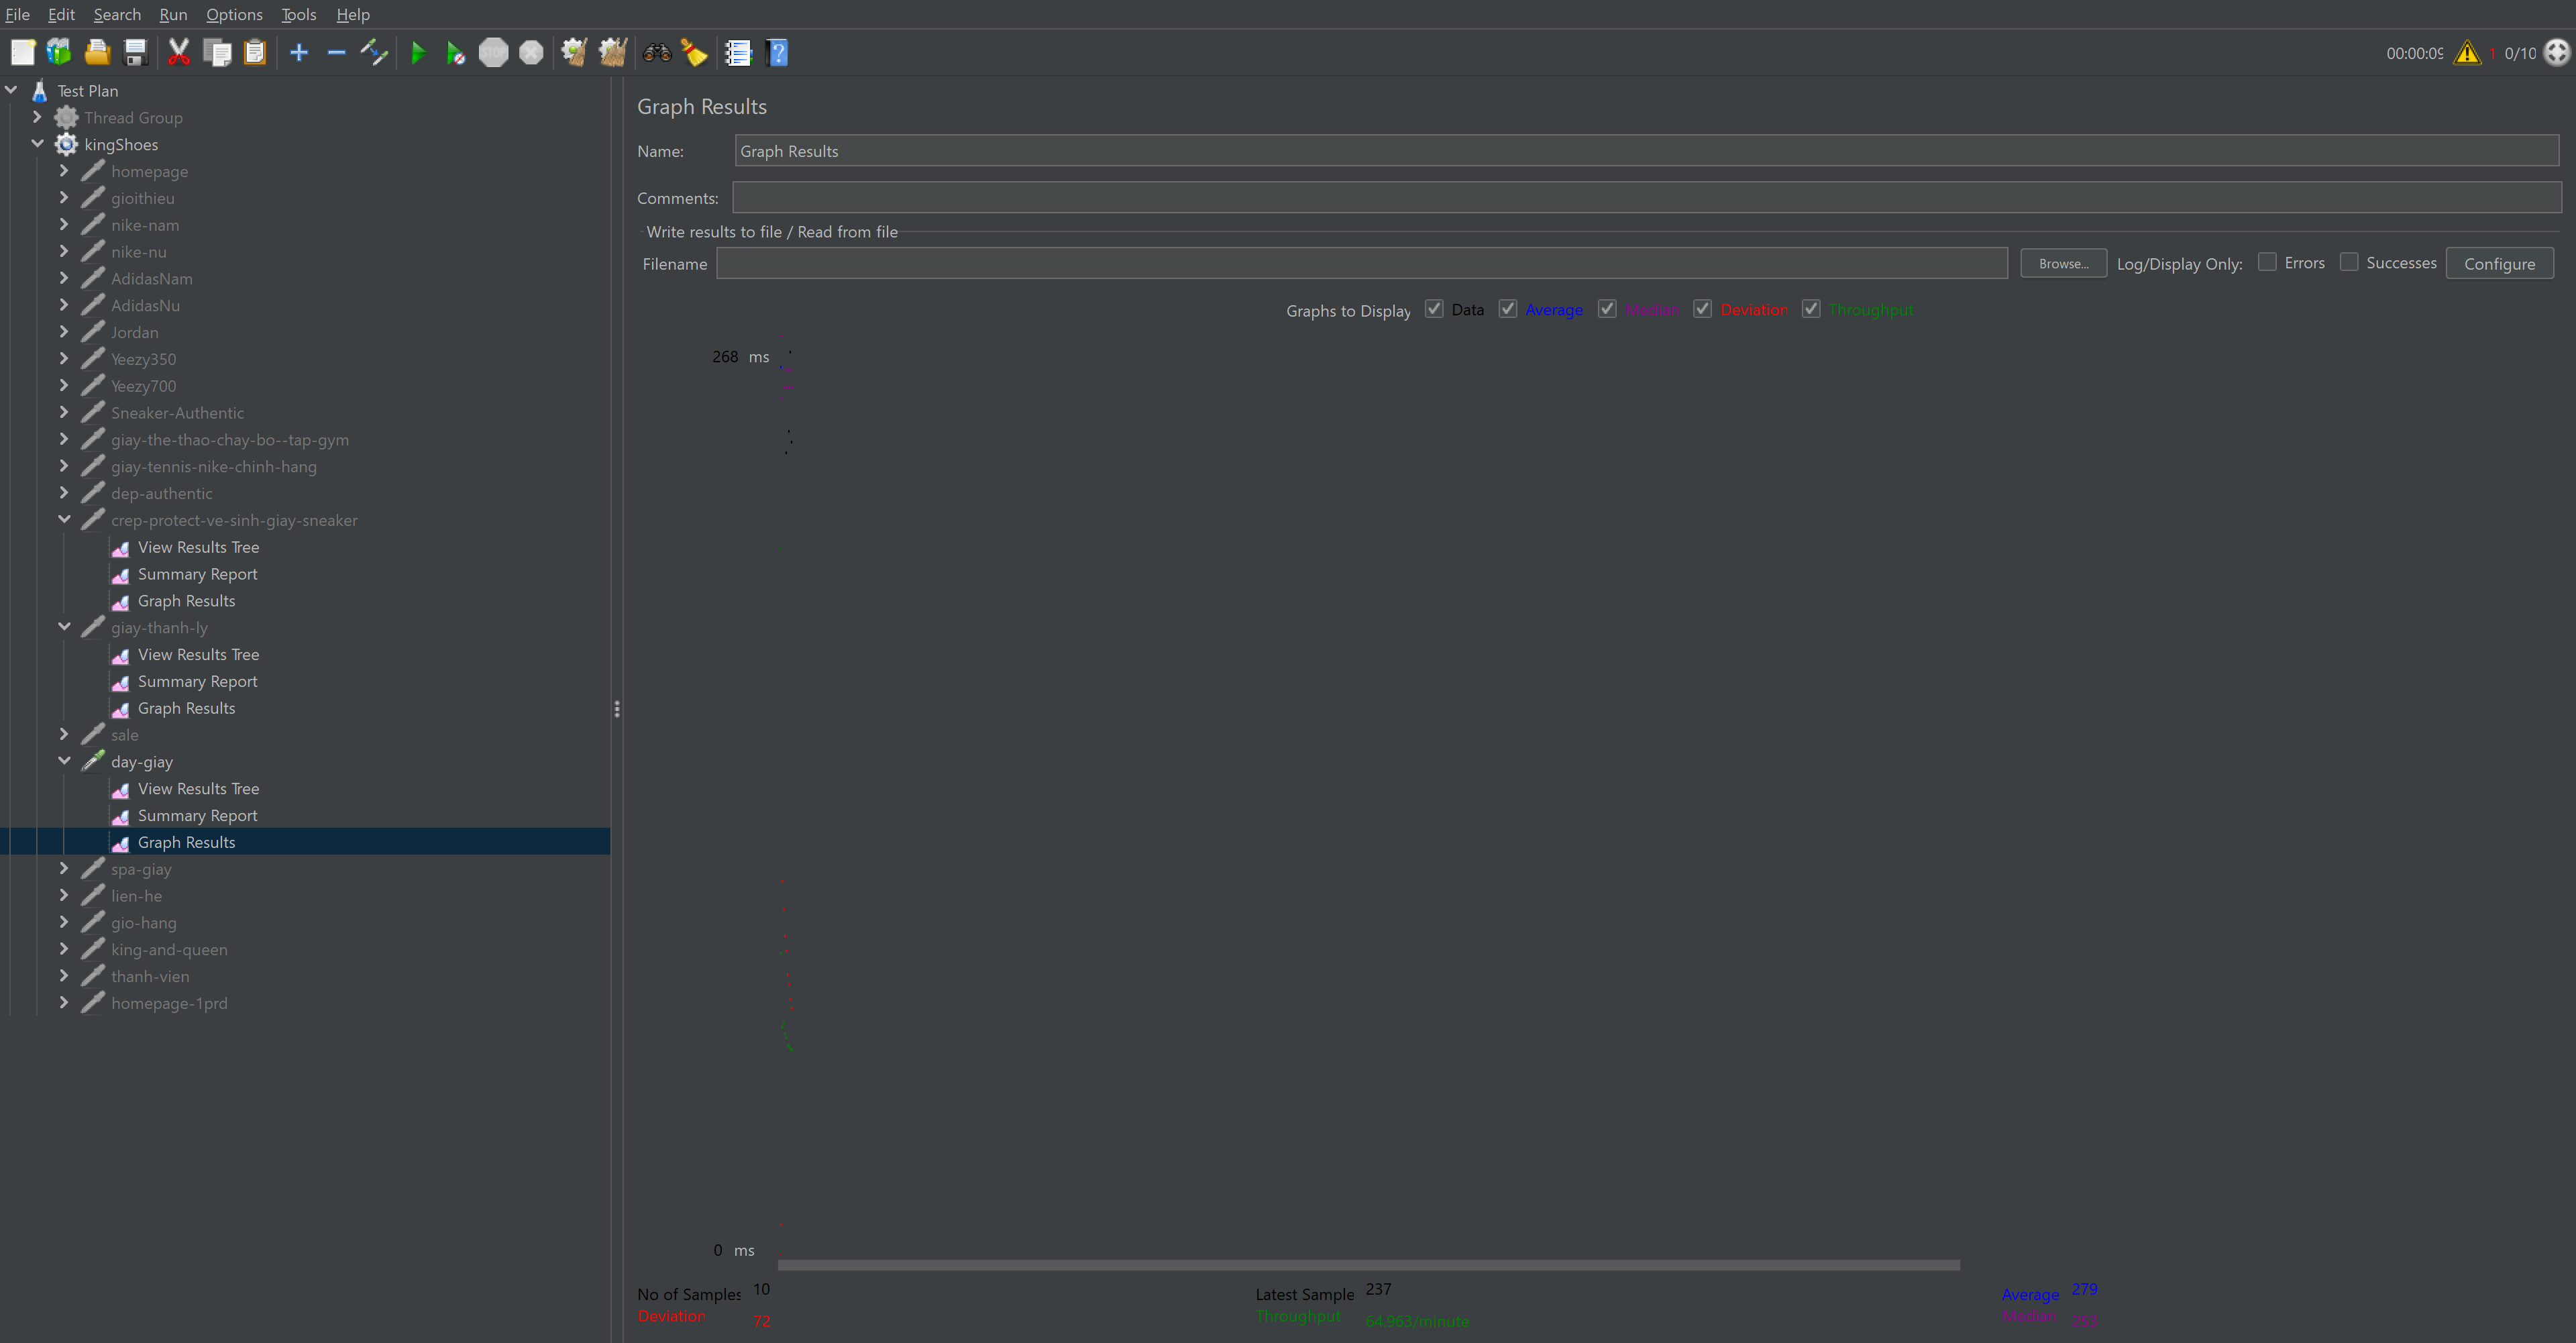 File Edit Search Run Options Tools Help
00:00:09 1 0/10
Test Plan
Thread Group
kingShoes
homepage
gioithieu
nike-nam
nike-nu
AdidasNam
AdidasNu
Jordan
Yeezy350
Yeezy700
Sneaker-Authentic
giay-the-thao-chay-bo--tap-gym
giay-tennis-nike-chinh-hang
dep-authentic
crep-protect-ve-sinh-giay-sneaker
View Results Tree
Summary Report
Graph Results
giay-thanh-ly
View Results Tree
Summary Report
Graph Results
sale
day-giay
View Results Tree
Summary Report
Graph Results
spa-giay
lien-he
gio-hang
king-and-queen
thanh-vien
homepage-1prd
Graph Results
Name: Graph Results
Comments:
Write results to file / Read from file
Filename Browse... Log/Display Only: Errors Successes Configure
Graphs to Display Data Average Median Deviation Throughput
268 ms
0 ms
No of Samples 10 Latest Sample 237 Average 279
Deviation 72 Throughput 64.963/minute Median 255